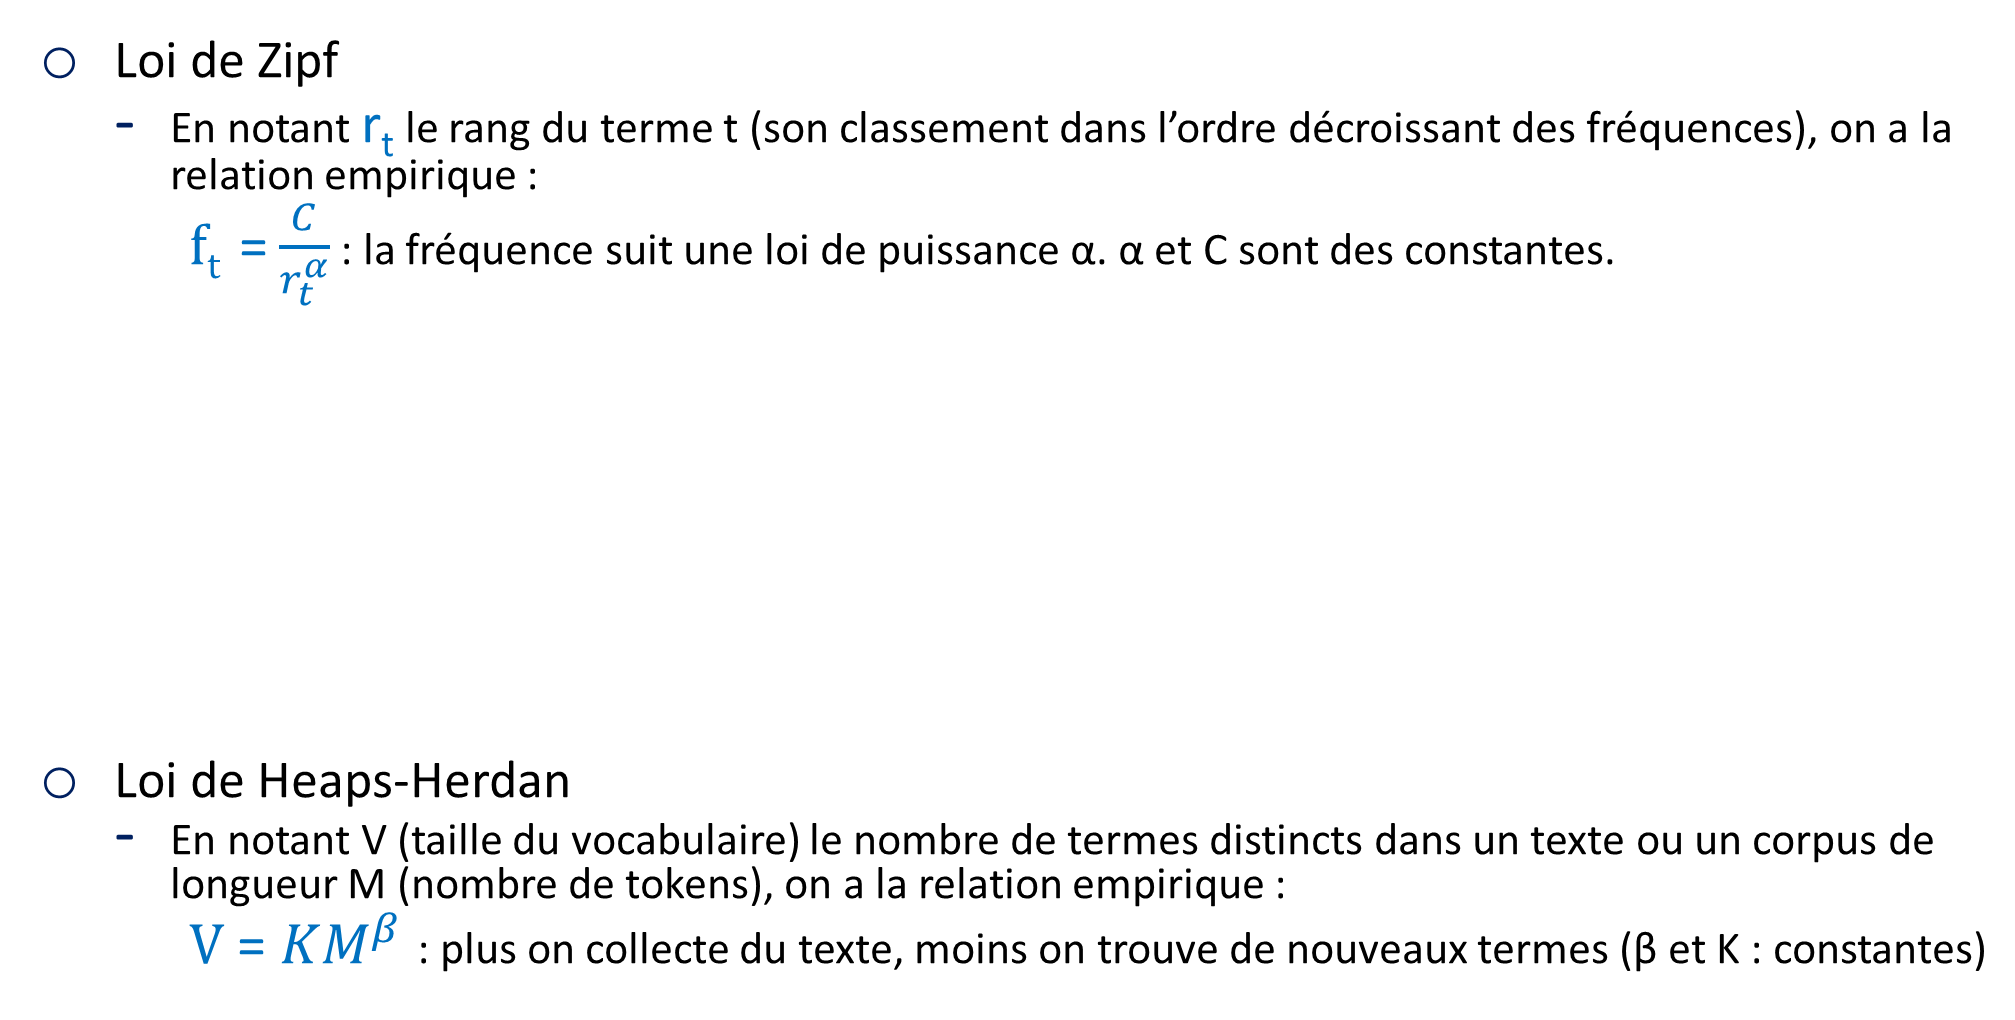 ○ Loi de Zipf
- En notant rₜ le rang du terme t (son classement dans l’ordre décroissant des fréquences), on a la
relation empirique :
fₜ = C / rₜ^α : la fréquence suit une loi de puissance α. α et C sont des constantes.
○ Loi de Heaps-Herdan
- En notant V (taille du vocabulaire) le nombre de termes distincts dans un texte ou un corpus de
longueur M (nombre de tokens), on a la relation empirique :
V = KM^β : plus on collecte du texte, moins on trouve de nouveaux termes (β et K : constantes)